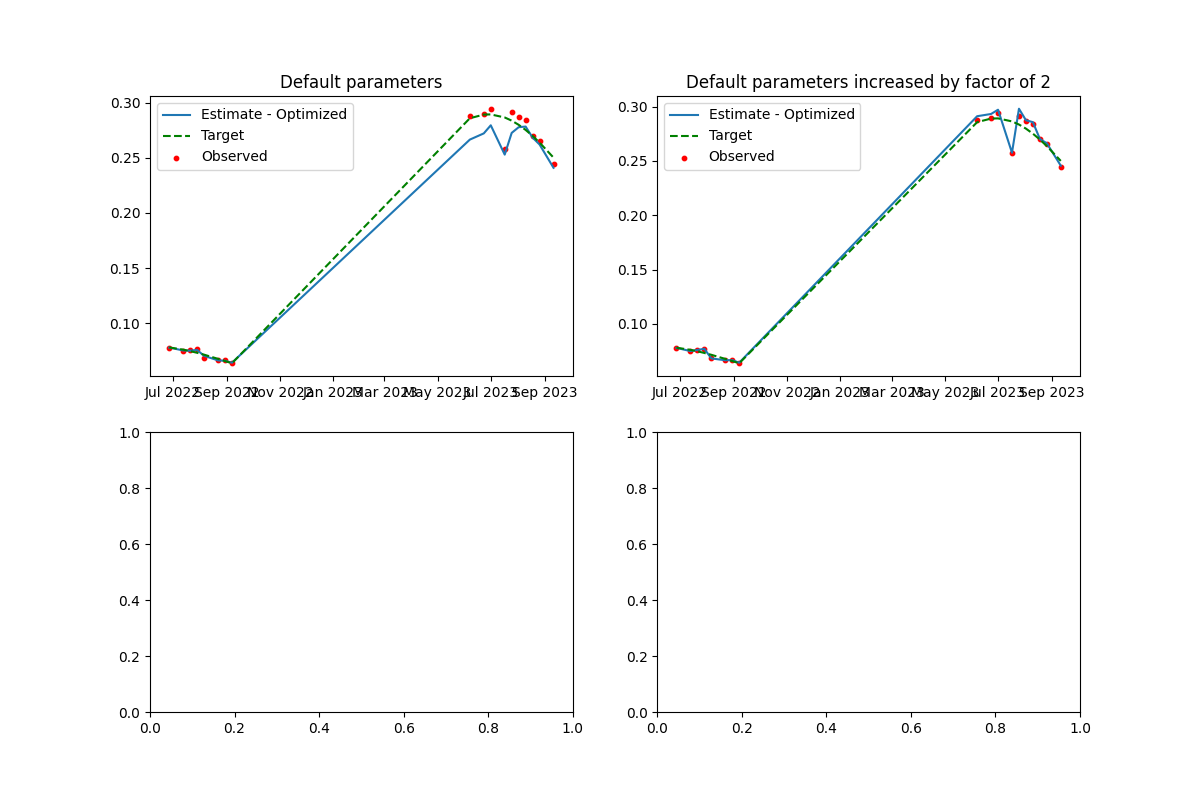 Default parameters
Default parameters increased by factor of 2
0.30
0.25
0.20
0.15
0.10
Estimate - Optimized
Target
Observed
Jul 2022 Sep 2022 Nov 2022 Jan 2023 Mar 2023 May 2023 Jul 2023 Sep 2023
0.30
0.25
0.20
0.15
0.10
Estimate - Optimized
Target
Observed
Jul 2022 Sep 2022 Nov 2022 Jan 2023 Mar 2023 May 2023 Jul 2023 Sep 2023
1.0
0.8
0.6
0.4
0.2
0.0
0.0 0.2 0.4 0.6 0.8 1.0
1.0
0.8
0.6
0.4
0.2
0.0
0.0 0.2 0.4 0.6 0.8 1.0